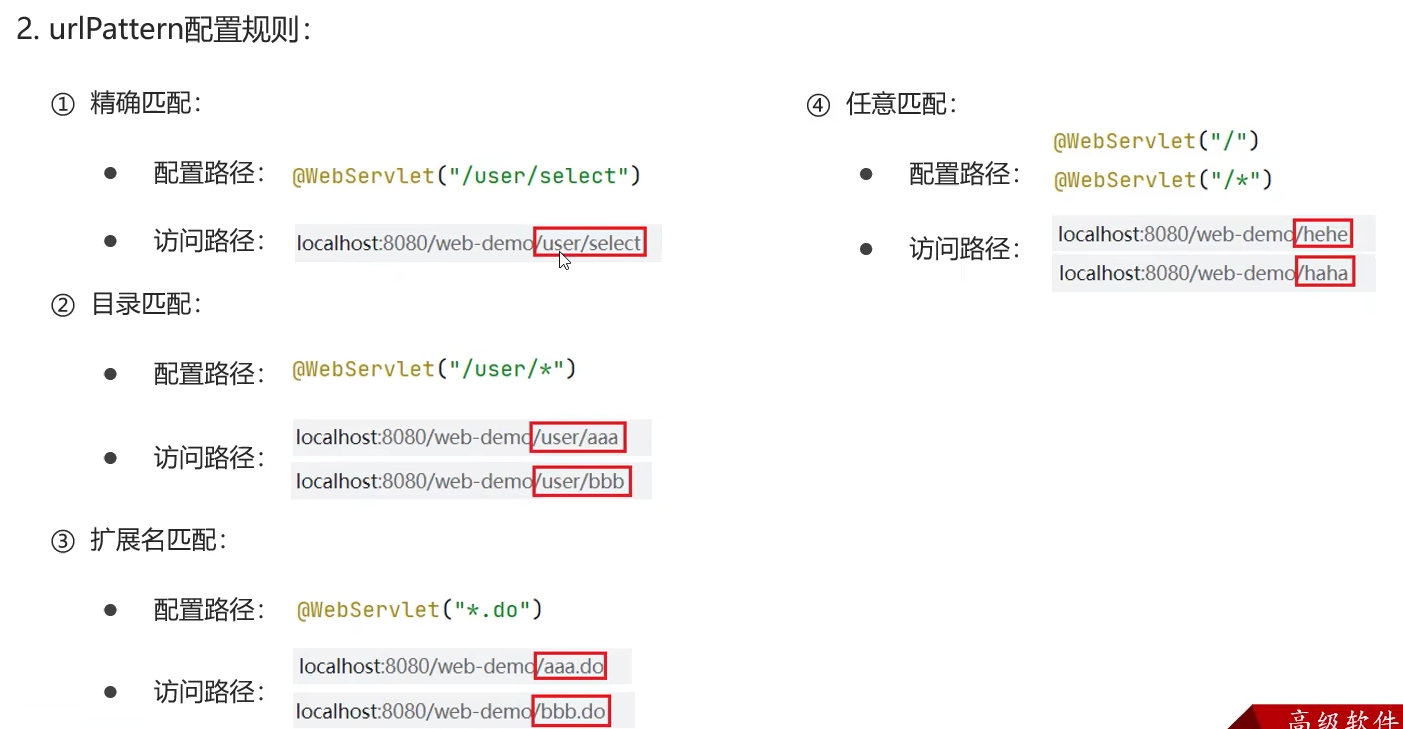 2. urlPattern配置规则：
① 精确匹配：
● 配置路径： @WebServlet("/user/select")
● 访问路径： localhost:8080/web-demo/user/select
② 目录匹配：
● 配置路径： @WebServlet("/user/*")
● 访问路径： localhost:8080/web-demo/user/aaa
localhost:8080/web-demo/user/bbb
③ 扩展名匹配：
● 配置路径： @WebServlet("*.do")
● 访问路径： localhost:8080/web-demo/aaa.do
localhost:8080/web-demo/bbb.do
④ 任意匹配：
● 配置路径： @WebServlet("/")
@WebServlet("/*")
● 访问路径： localhost:8080/web-demo/hehe
localhost:8080/web-demo/haha
高级软件